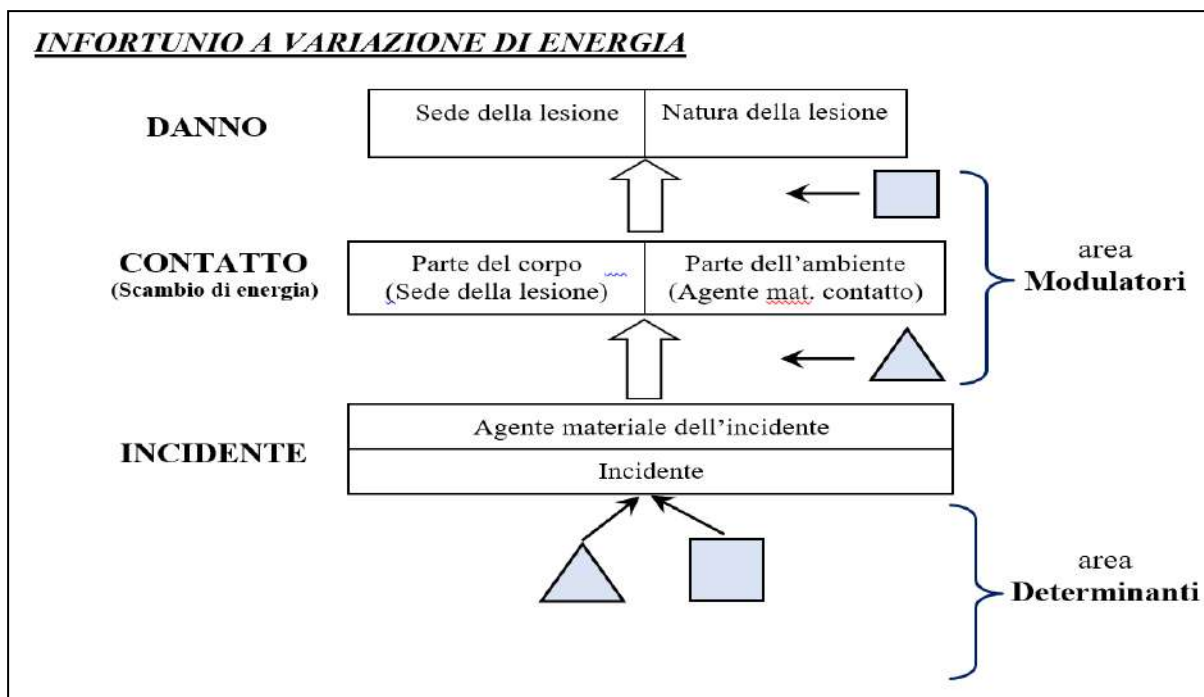 INFORTUNIO A VARIAZIONE DI ENERGIA
DANNO
Sede della lesione
Natura della lesione
CONTATTO
(Scambio di energia)
Parte del corpo
(Sede della lesione)
Parte dell'ambiente
(Agente mat. contatto)
area
Modulatori
INCIDENTE
Agente materiale dell'incidente
Incidente
area
Determinanti